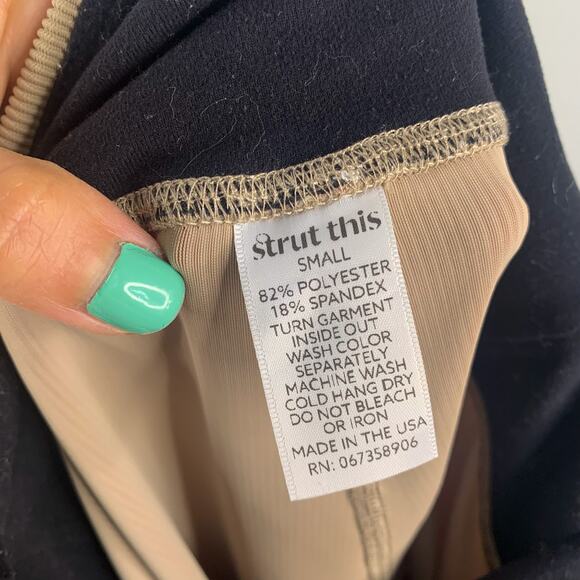 strut this
SMALL
82% POLYESTER
18% SPANDEX
TURN GARMENT
INSIDE OUT
WASH COLOR
SEPARATELY
MACHINE WASH
COLD HANG DRY
DO NOT BLEACH
OR IRON
MADE IN THE USA
RN: 067358906